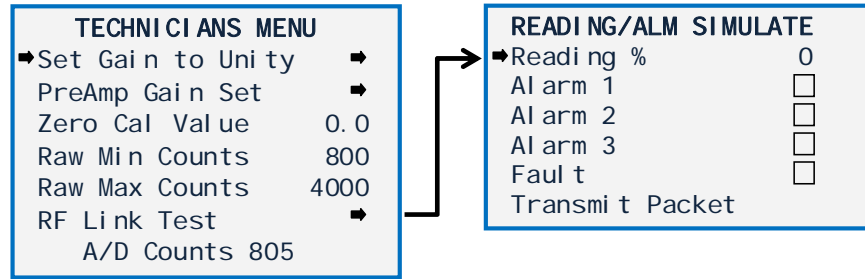 TECHNICIANS MENU
Set Gain to Unity
PreAmp Gain Set
Zero Cal Value 0.0
Raw Min Counts 800
Raw Max Counts 4000
RF Link Test
A/D Counts 805
READING/ALM SIMULATE
Reading % 0
Alarm 1
Alarm 2
Alarm 3
Fault
Transmit Packet